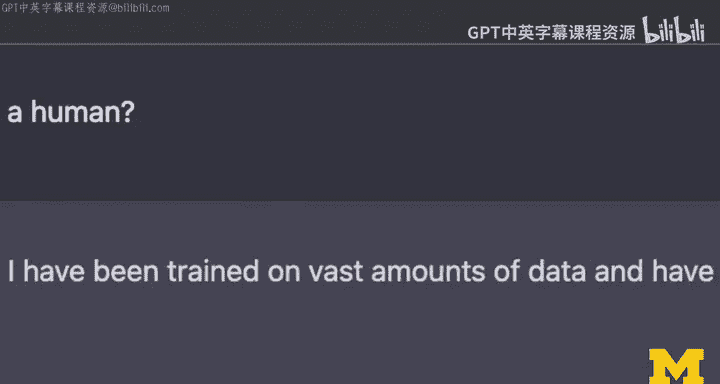 GPT中英字幕课程资源@bilibili.com
GPT中英字幕课程资源 bilibili
a human?
I have been trained on vast amounts of data and have
M